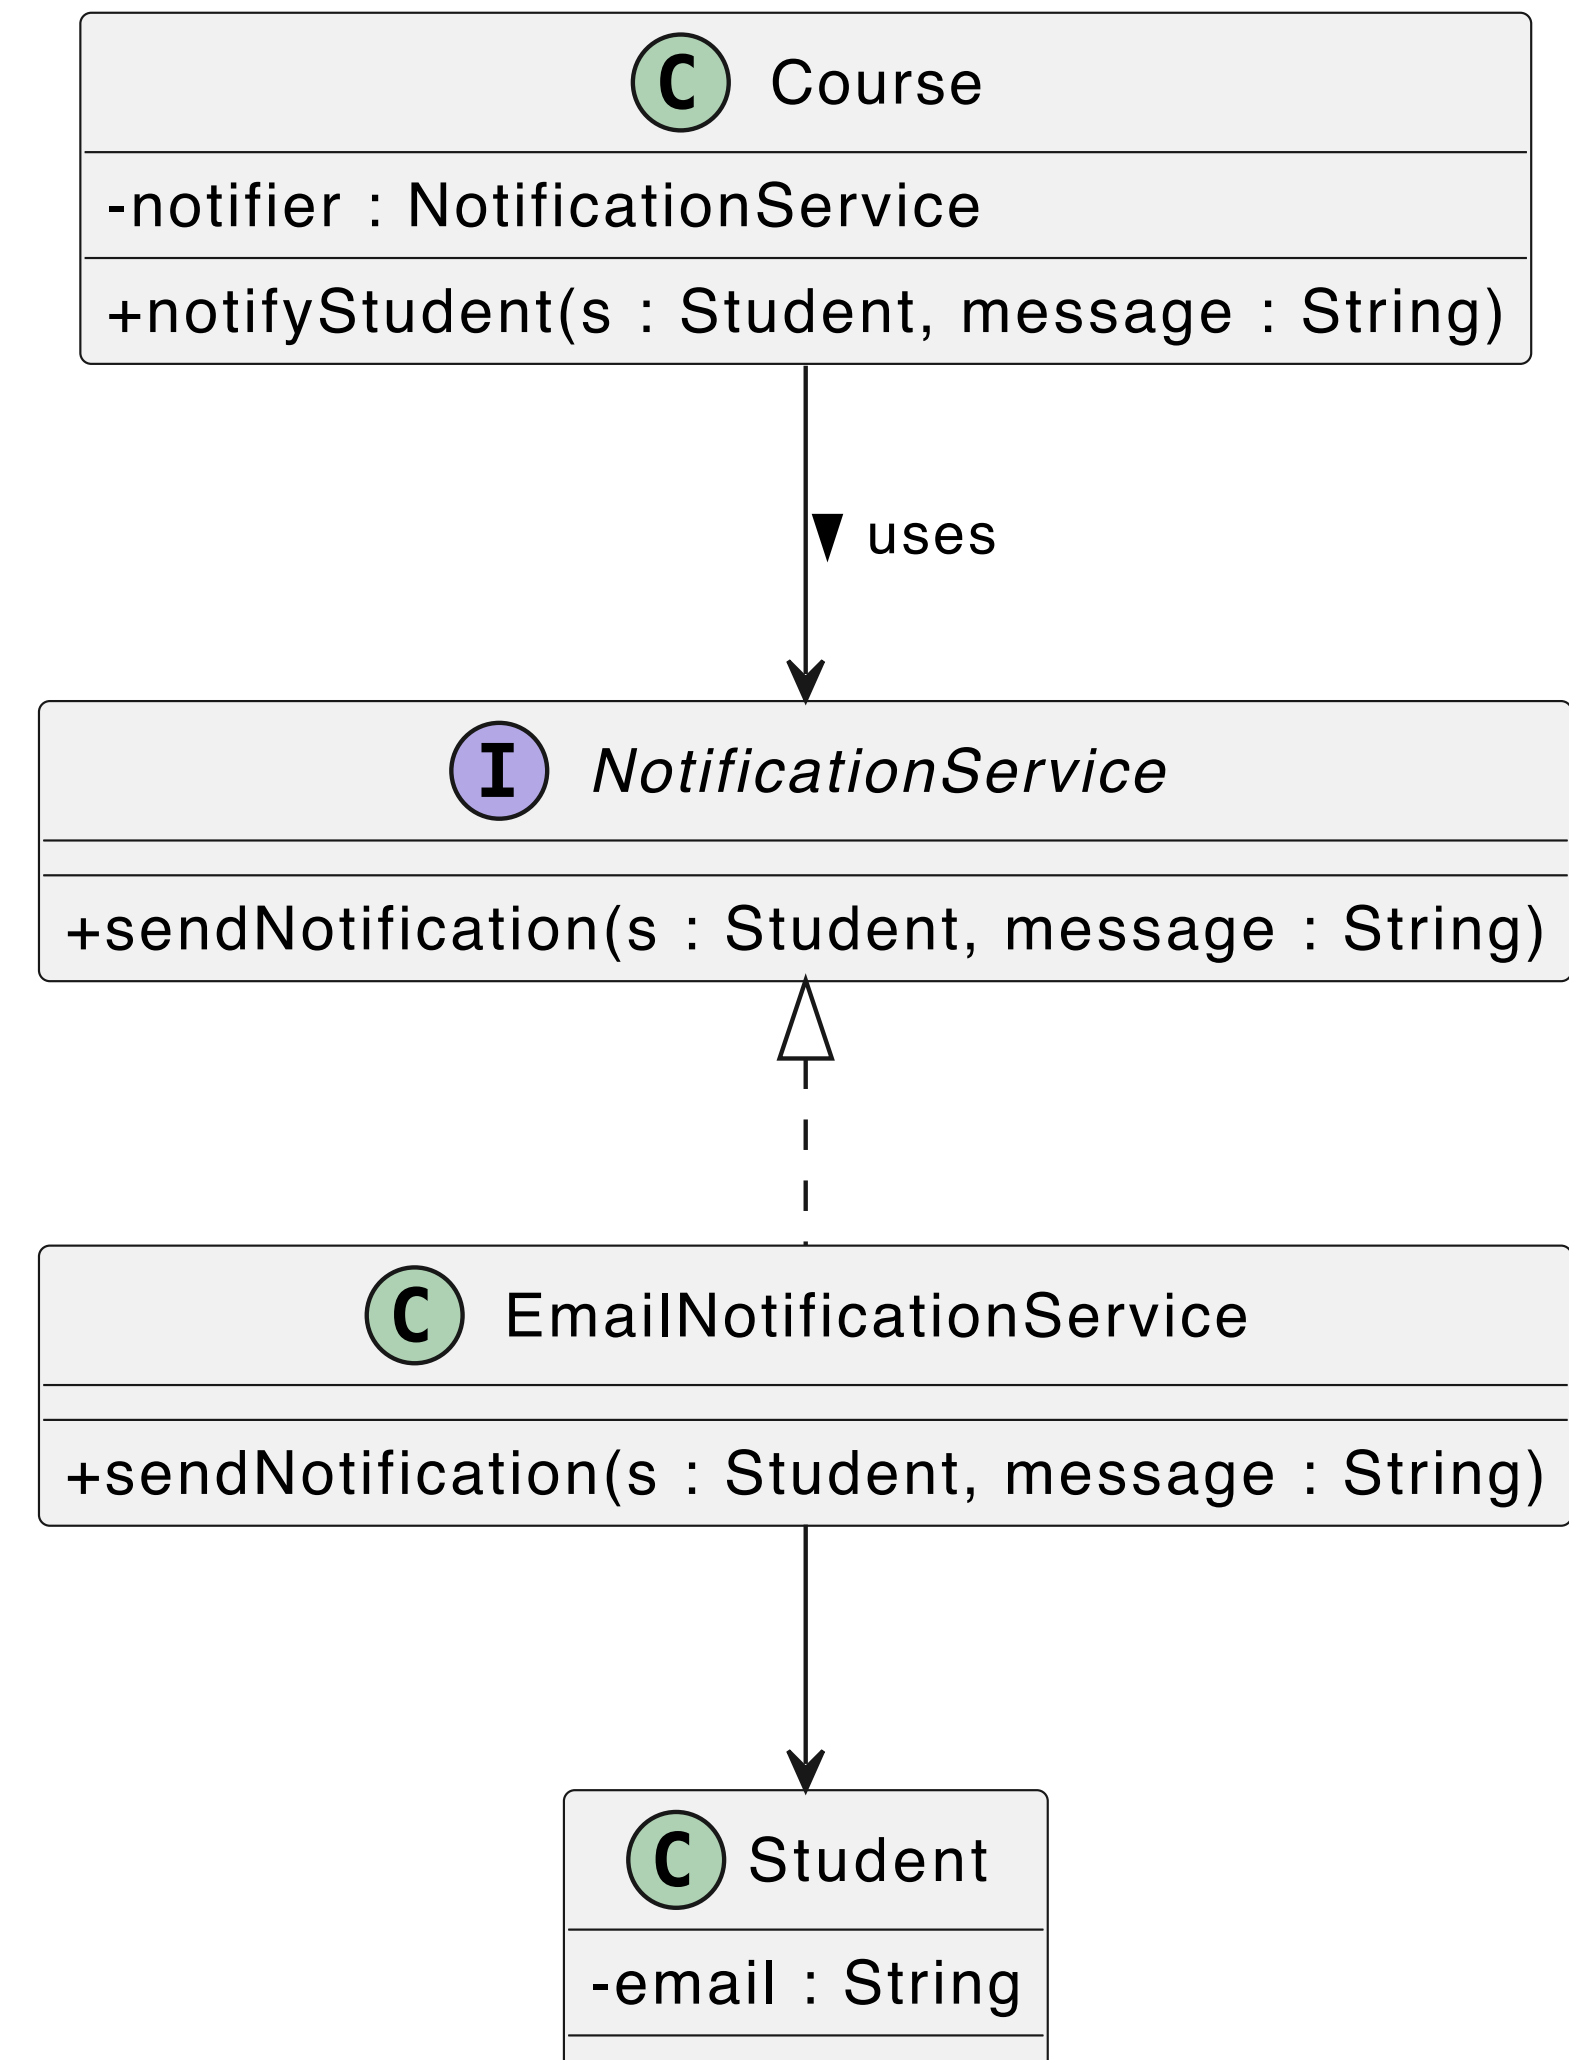 C Course
-notifier : NotificationService
+notifyStudent(s : Student, message : String)
uses
I NotificationService
+sendNotification(s : Student, message : String)
C EmailNotificationService
+sendNotification(s : Student, message : String)
C Student
-email : String